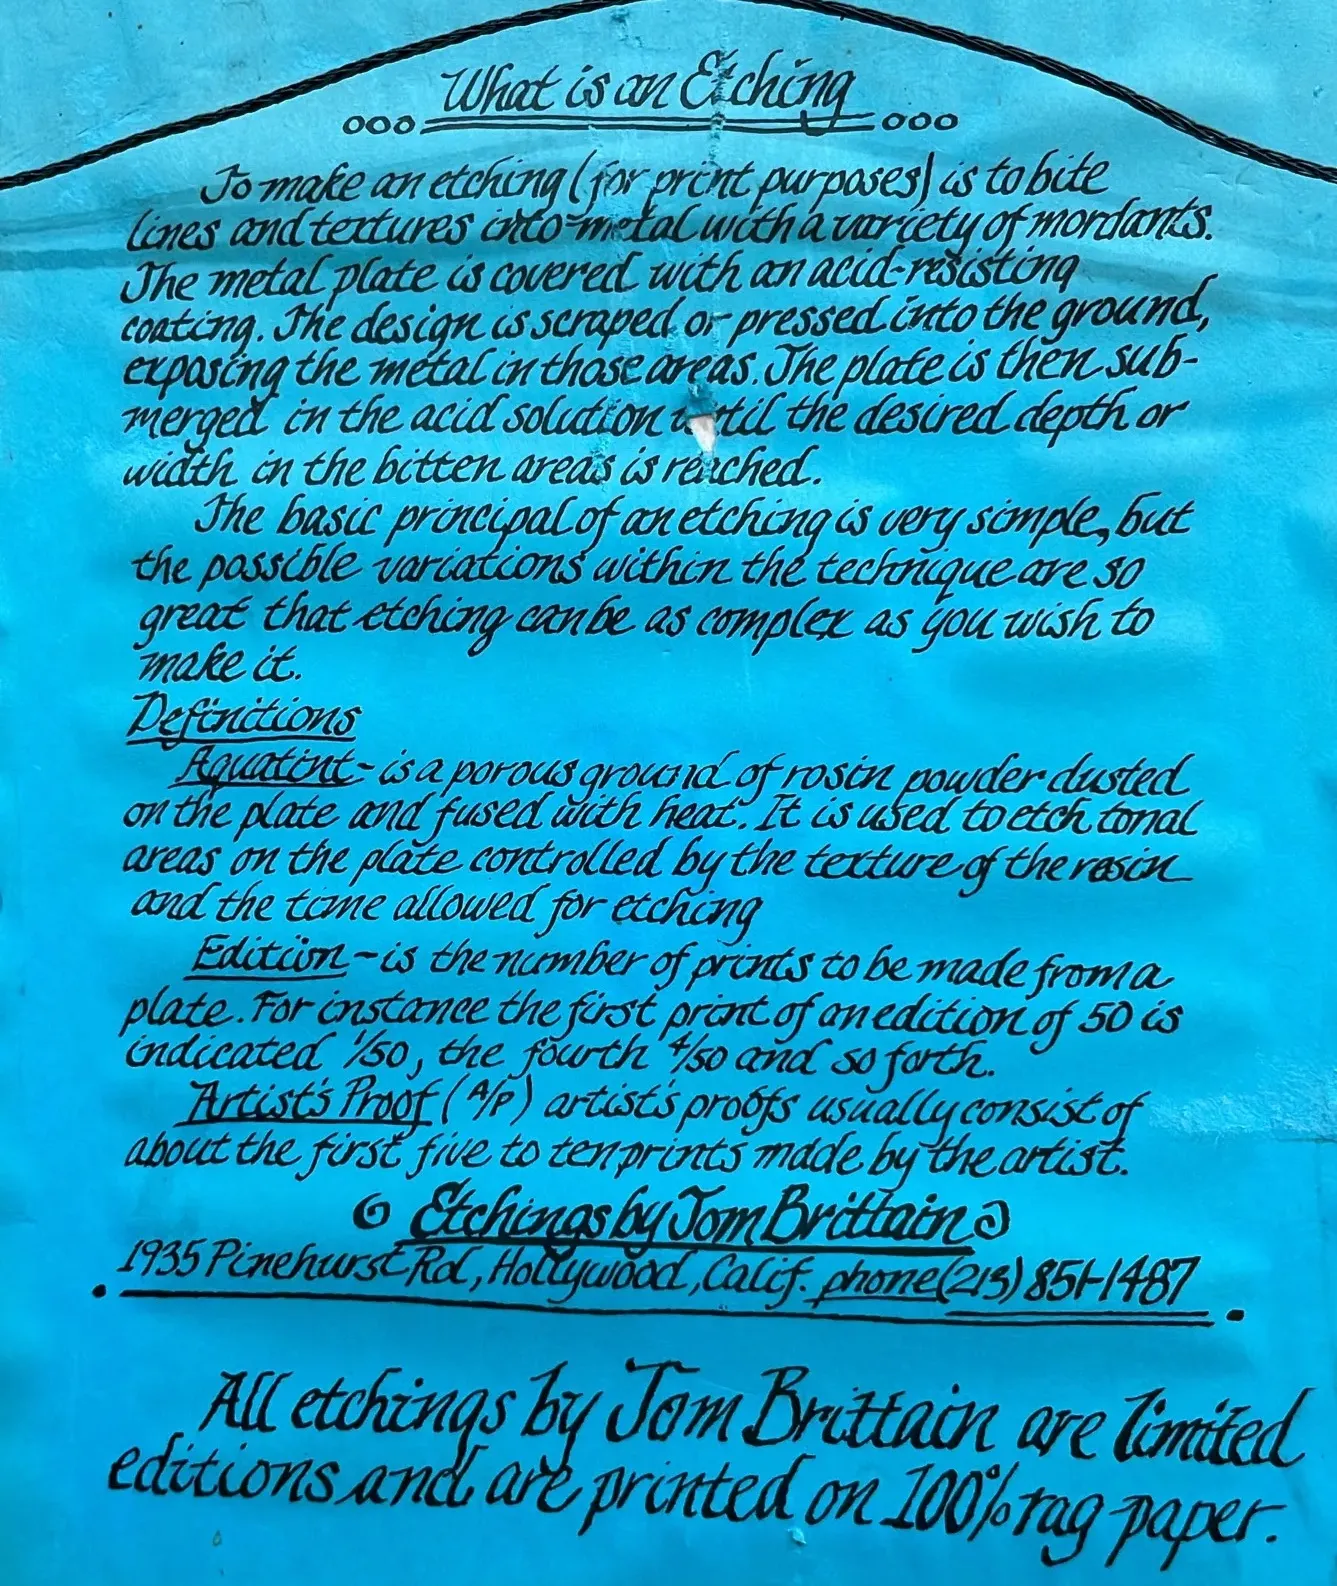 What is an Etching
ooo ooo
To make an etching (for print purposes) is to bite
lines and textures into metal with a variety of mordants.
The metal plate is covered with an acid-resisting
coating. The design is scraped or pressed into the ground,
exposing the metal in those areas. The plate is then sub-
merged in the acid solution until the desired depth or
width in the bitten areas is reached.
The basic principal of an etching is very simple, but
the possible variations within the technique are so
great that etching can be as complex as you wish to
make it.
Definitions
Aquatint - is a porous ground of rosin powder dusted
on the plate and fused with heat. It is used to etch tonal
areas on the plate controlled by the texture of the rosin
and the time allowed for etching
Edition - is the number of prints to be made from a
plate. For instance the first print of an edition of 50 is
indicated 1/50, the fourth 4/50 and so forth.
Artist's Proof (A/P) artist's proofs usually consist of
about the first five to ten prints made by the artist.
Etchings by Tom Brittain
1935 Pinehurst Rd, Hollywood, Calif. phone (213) 851-1487
All etchings by Tom Brittain are limited
editions and are printed on 100% rag paper.